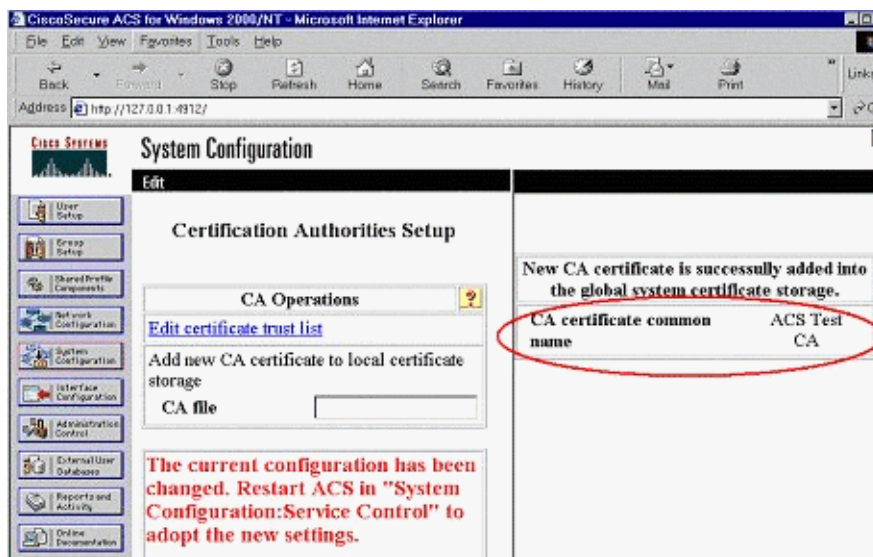 CiscoSecure ACS for Windows 2000/NT - Microsoft Internet Explorer
File Edit View Favorites Tools Help
Back Forward Stop Refresh Home Search Favorites History Mail Print
Links
Address http://127.0.0.1:4912/
CISCO SYSTEMS
System Configuration
Edit
User Setup
Group Setup
Shared Profile Components
Network Configuration
System Configuration
Interface Configuration
Administration Control
External User Databases
Reports and Activity
Online Documentation
Certification Authorities Setup
CA Operations
?
Edit certificate trust list
Add new CA certificate to local certificate
storage
CA file
The current configuration has been
changed. Restart ACS in "System
Configuration:Service Control" to
adopt the new settings.
New CA certificate is successully added into
the global system certificate storage.
CA certificate common ACS Test
name CA